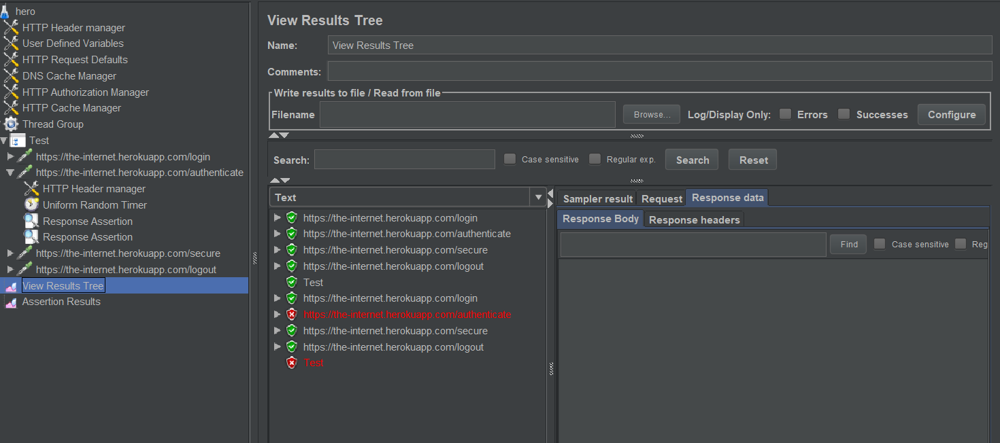 hero
HTTP Header manager
User Defined Variables
HTTP Request Defaults
DNS Cache Manager
HTTP Authorization Manager
HTTP Cache Manager
Thread Group
Test
https://the-internet.herokuapp.com/login
https://the-internet.herokuapp.com/authenticate
HTTP Header manager
Uniform Random Timer
Response Assertion
Response Assertion
https://the-internet.herokuapp.com/secure
https://the-internet.herokuapp.com/logout
View Results Tree
Assertion Results
View Results Tree
Name: View Results Tree
Comments:
Write results to file / Read from file
Filename Browse... Log/Display Only: Errors Successes Configure
Search: Case sensitive Regular exp. Search Reset
Text
https://the-internet.herokuapp.com/login
https://the-internet.herokuapp.com/authenticate
https://the-internet.herokuapp.com/secure
https://the-internet.herokuapp.com/logout
Test
https://the-internet.herokuapp.com/login
https://the-internet.herokuapp.com/authenticate
https://the-internet.herokuapp.com/secure
https://the-internet.herokuapp.com/logout
Test
Sampler result Request Response data
Response Body Response headers
Find Case sensitive Reg